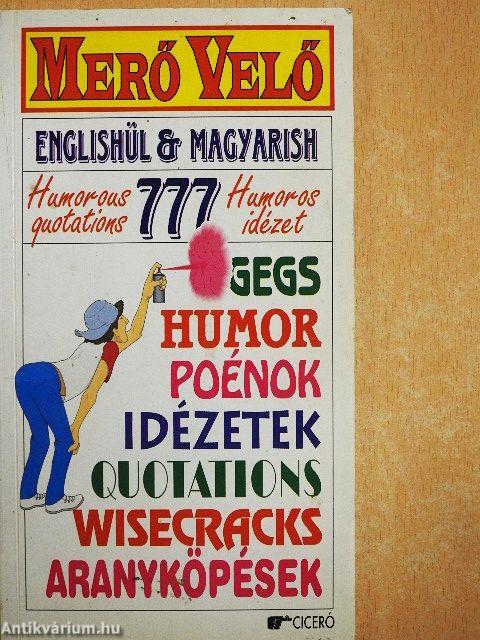 MERŐ VELŐ
ENGLISHÜL & MAGYARISH
Humorous quotations 777 Humoros idézet
GEGS
HUMOR
POÉNOK
IDÉZETEK
QUOTATIONS
WISECRACKS
ARANYKÖPÉSEK
CICERÓ
Antikvárium.hu